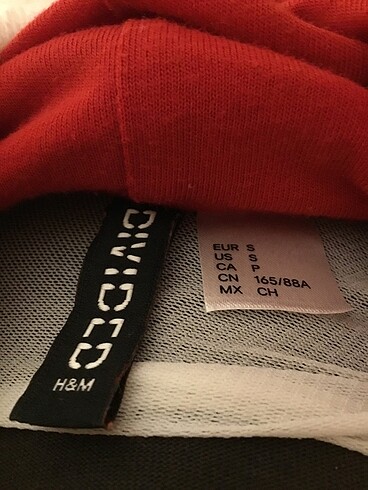 DIVIDED
H&M
EUR S
US S
CA P
CN 165/88A
MX CH